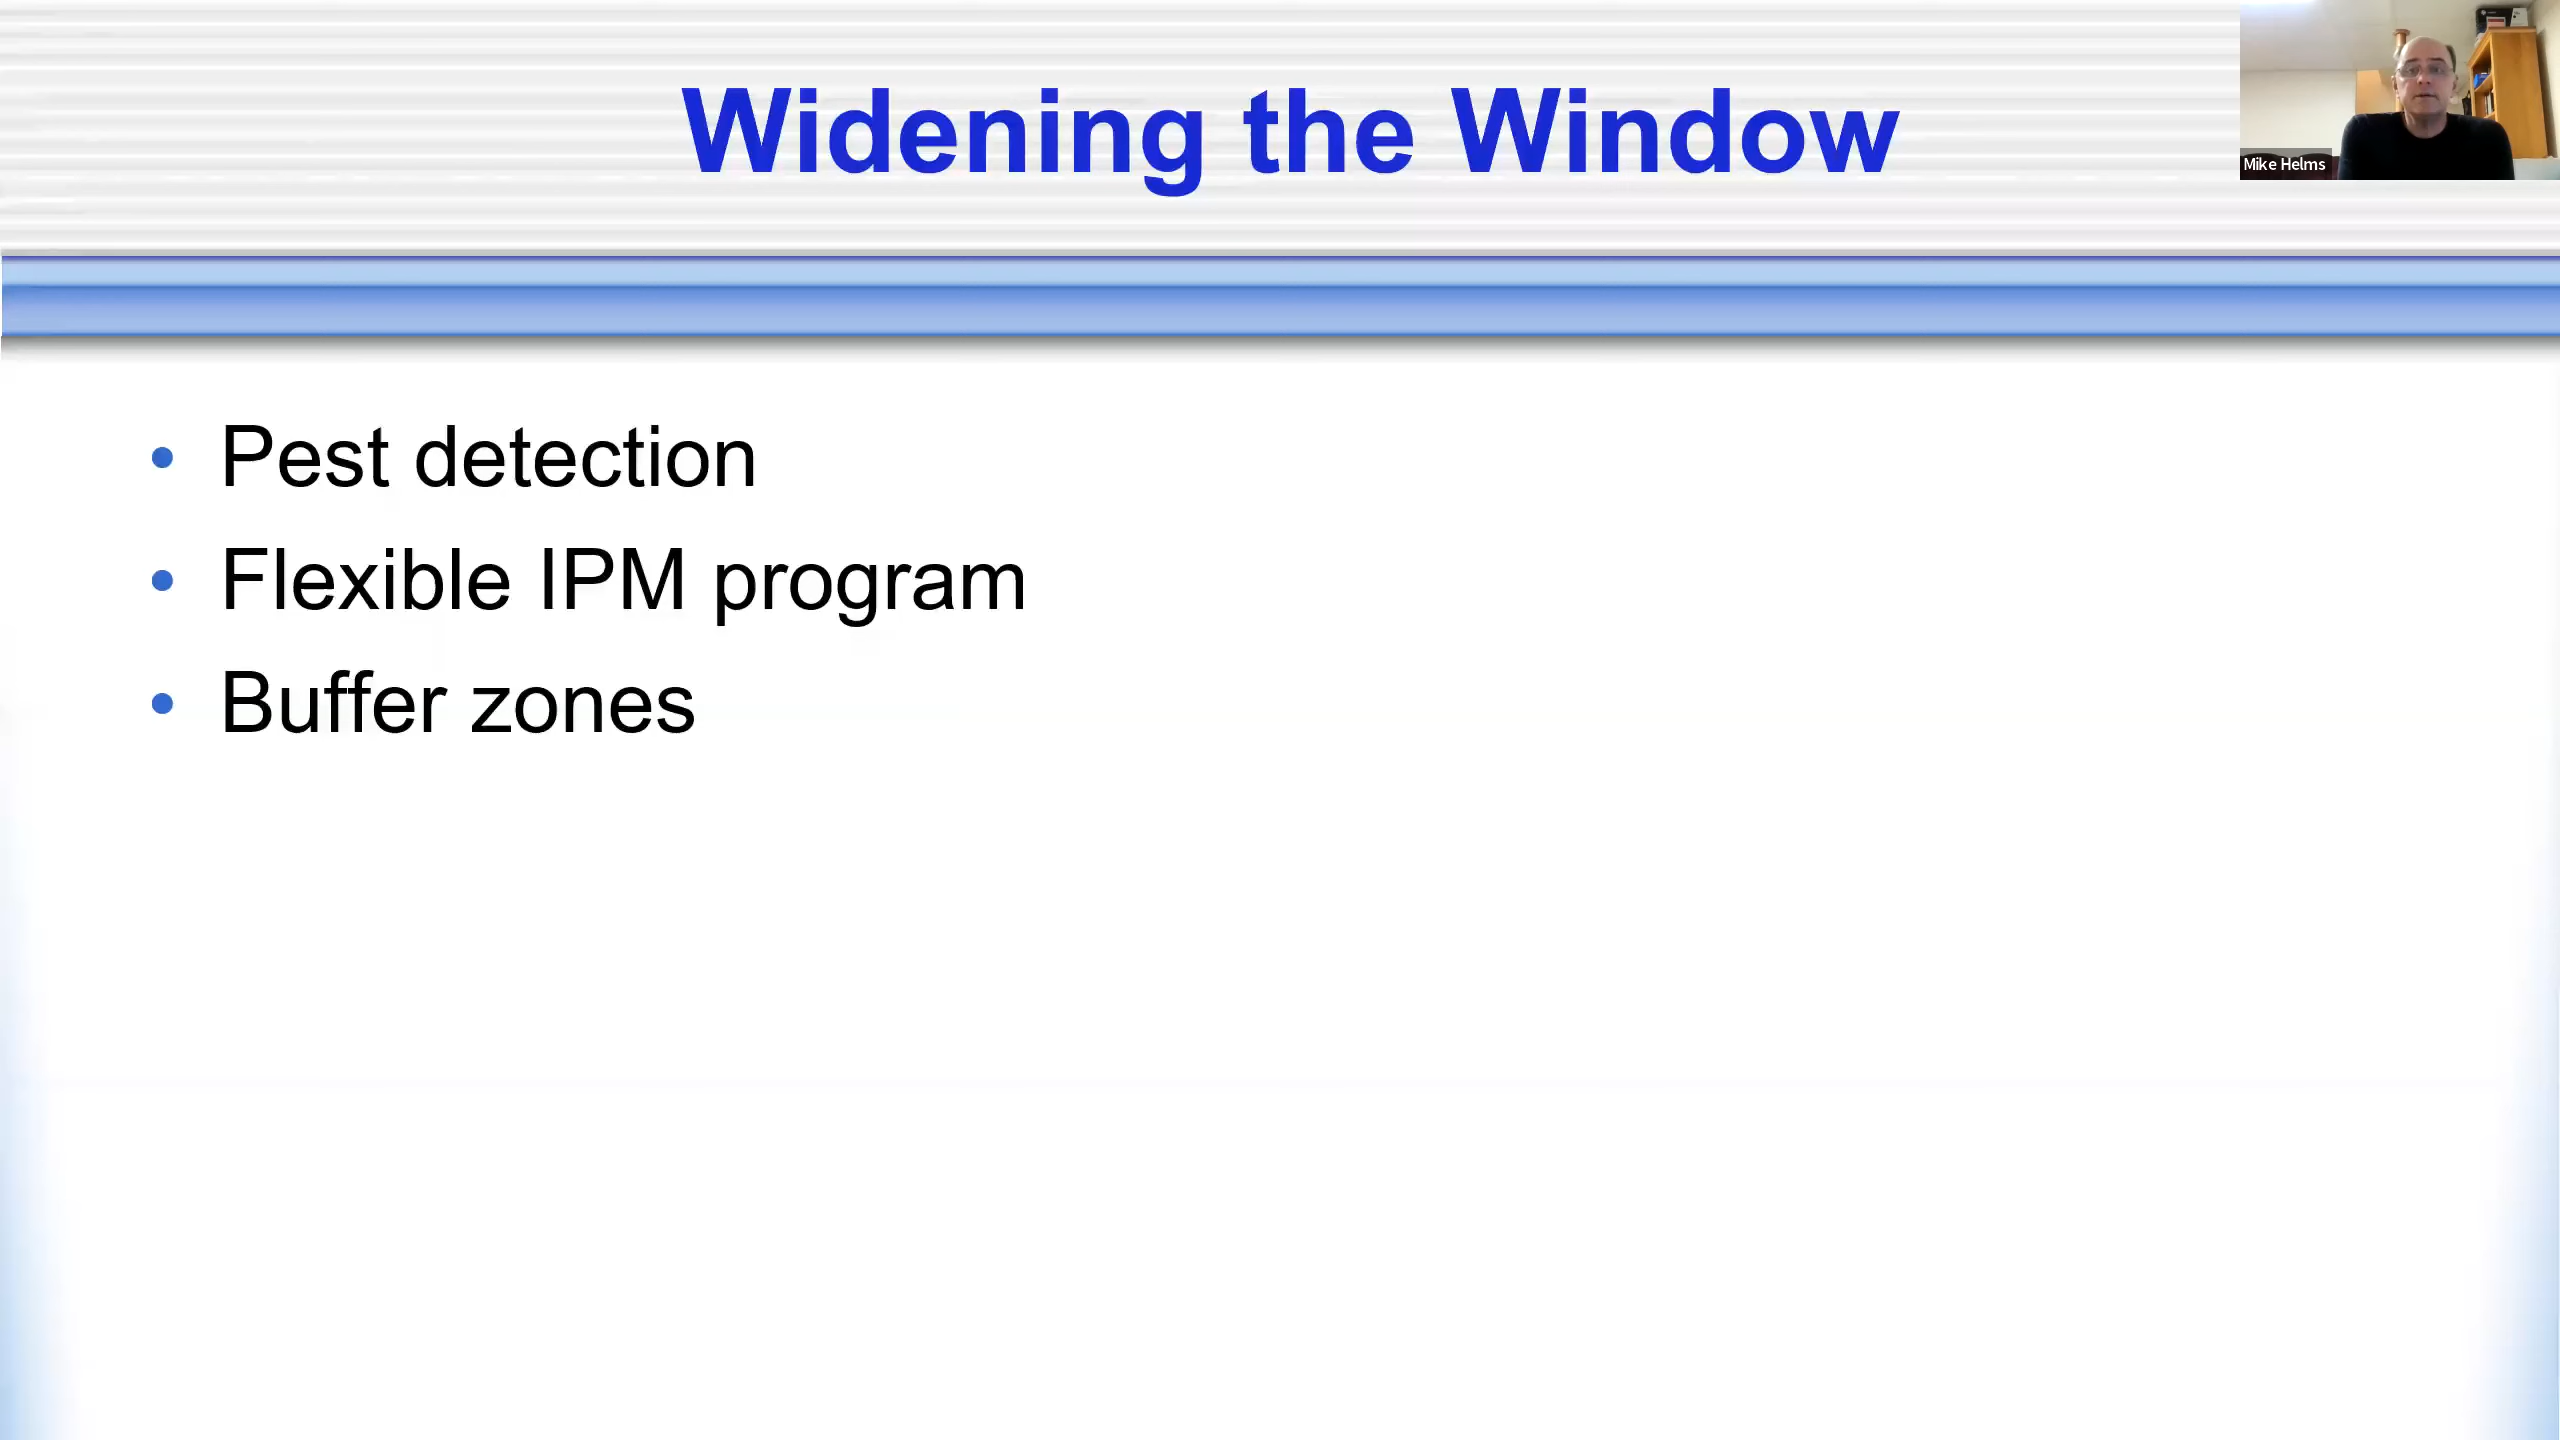 Widening the Window
Mike Helms
• Pest detection
• Flexible IPM program
• Buffer zones